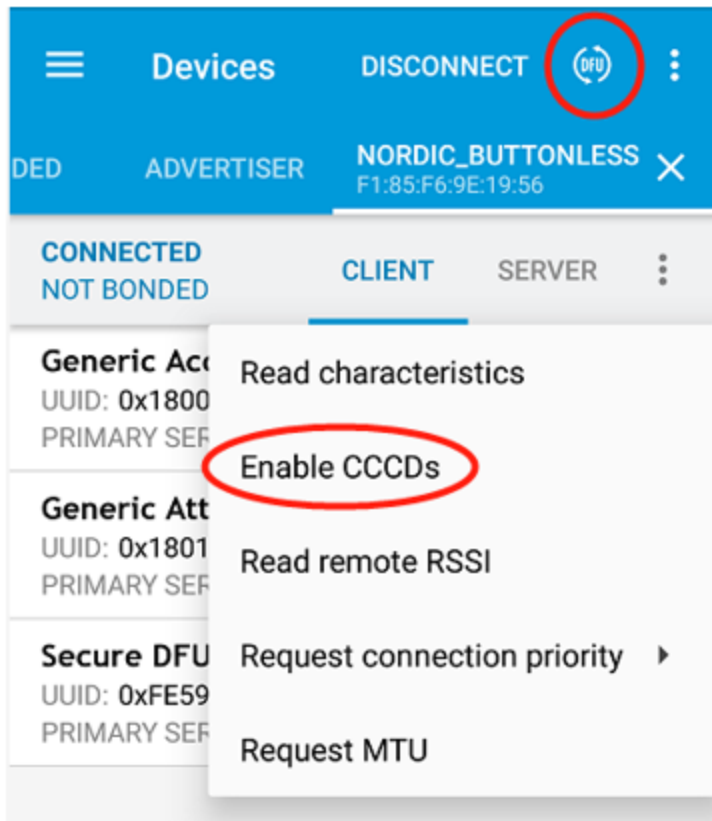 Devices DISCONNECT DFU
DED ADVERTISER NORDIC_BUTTONLESS
F1:85:F6:9E:19:56
CONNECTED
NOT BONDED
CLIENT SERVER
Generic Acc
UUID: 0x1800
PRIMARY SER
Generic Att
UUID: 0x1801
PRIMARY SER
Secure DFU
UUID: 0xFE59
PRIMARY SER
Read characteristics
Enable CCCDs
Read remote RSSI
Request connection priority
Request MTU